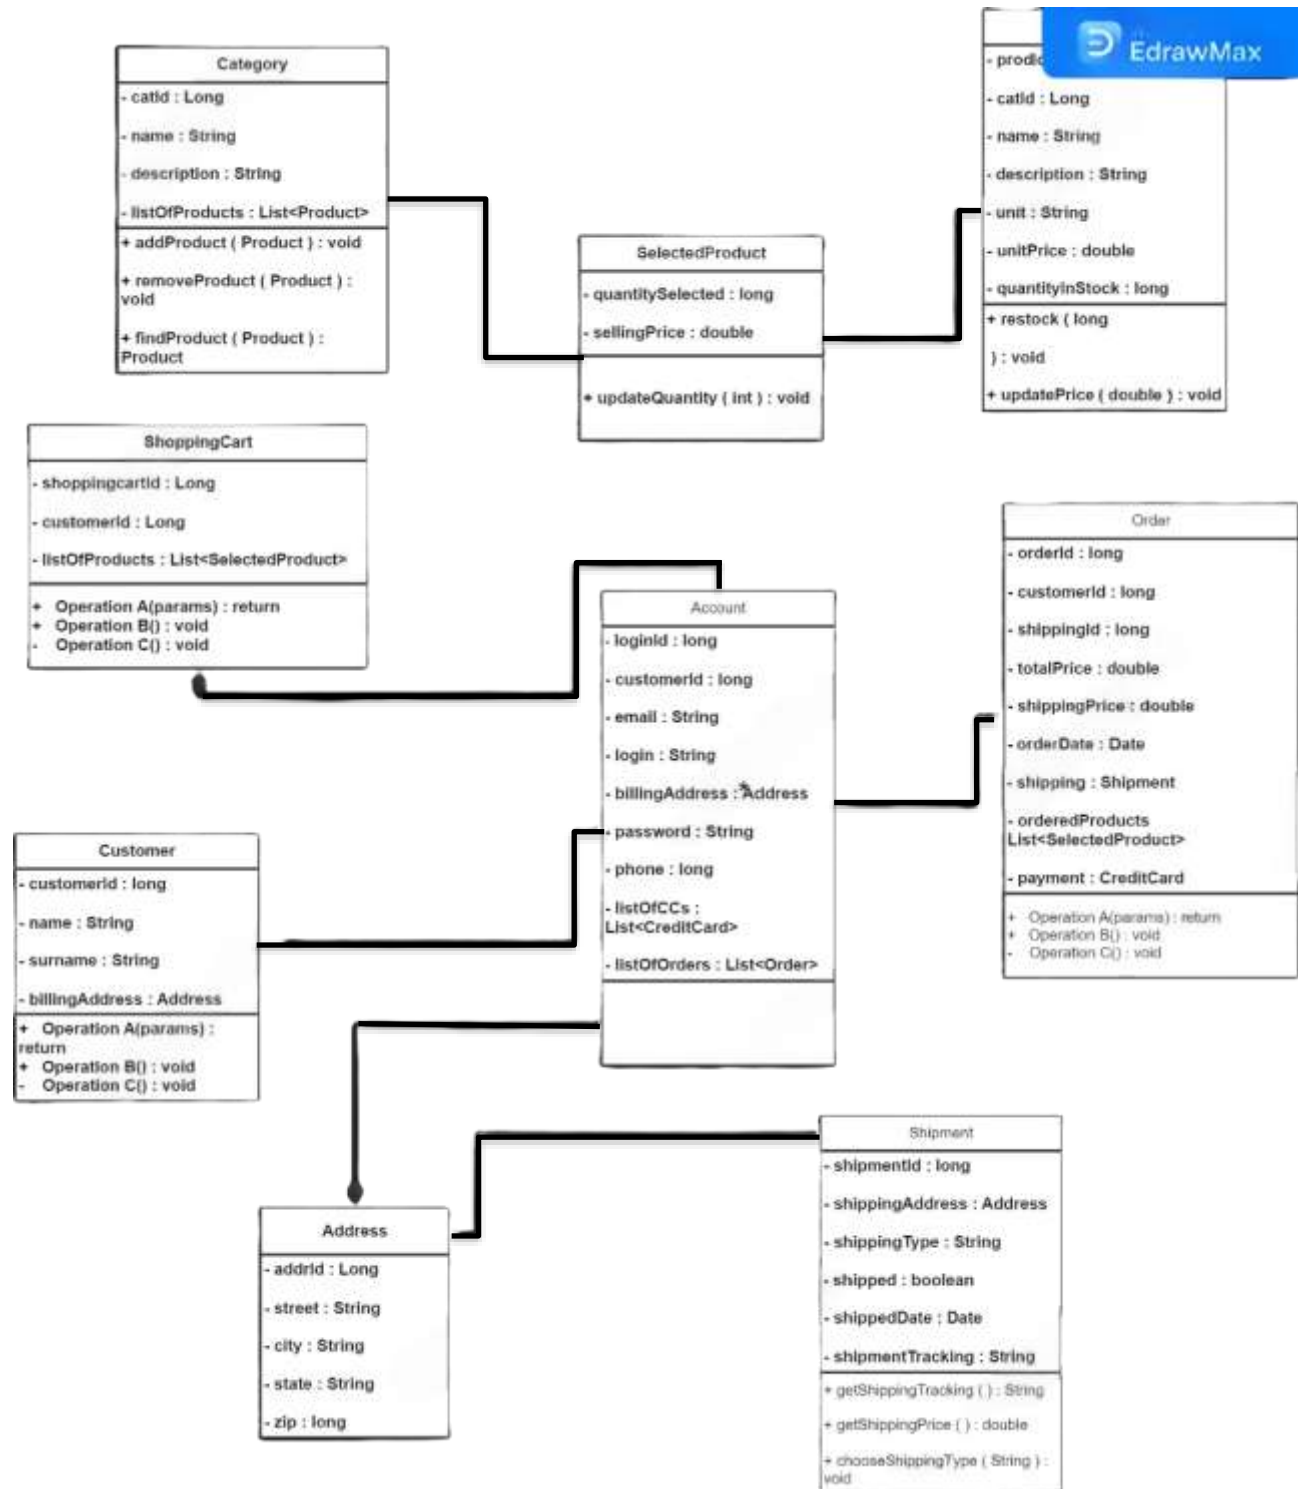 EdrawMax
Category
- catId : Long
- name : String
- description : String
- listOfProducts : List<Product>
+ addProduct ( Product ) : void
+ removeProduct ( Product ) :
void
+ findProduct ( Product ) :
Product
SelectedProduct
- quantitySelected : long
- sellingPrice : double
+ updateQuantity ( int ) : void
- catId : Long
- name : String
- description : String
- unit : String
- unitPrice : double
- quantityInStock : long
+ restock ( long
) : void
+ updatePrice ( double ) : void
ShoppingCart
- shoppingcartId : Long
- customerId : Long
- listOfProducts : List<SelectedProduct>
+ Operation A(params) : return
+ Operation B() : void
- Operation C() : void
Account
- loginId : long
- customerId : long
- email : String
- login : String
- billingAddress : Address
- password : String
- phone : long
- listOfCCs :
List<CreditCard>
- listOfOrders : List<Order>
Order
- orderId : long
- customerId : long
- shippingId : long
- totalPrice : double
- shippingPrice : double
- orderDate : Date
- shipping : Shipment
- orderedProducts
List<SelectedProduct>
- payment : CreditCard
+ Operation A(params) : return
+ Operation B() : void
- Operation C() : void
Customer
- customerId : long
- name : String
- surname : String
- billingAddress : Address
+ Operation A(params) :
return
+ Operation B() : void
- Operation C() : void
Address
- addrId : Long
- street : String
- city : String
- state : String
- zip : long
Shipment
- shipmentId : long
- shippingAddress : Address
- shippingType : String
- shipped : boolean
- shippedDate : Date
- shipmentTracking : String
+ getShippingTracking ( ) : String
+ getShippingPrice ( ) : double
+ chooseShippingType ( String ) :
void